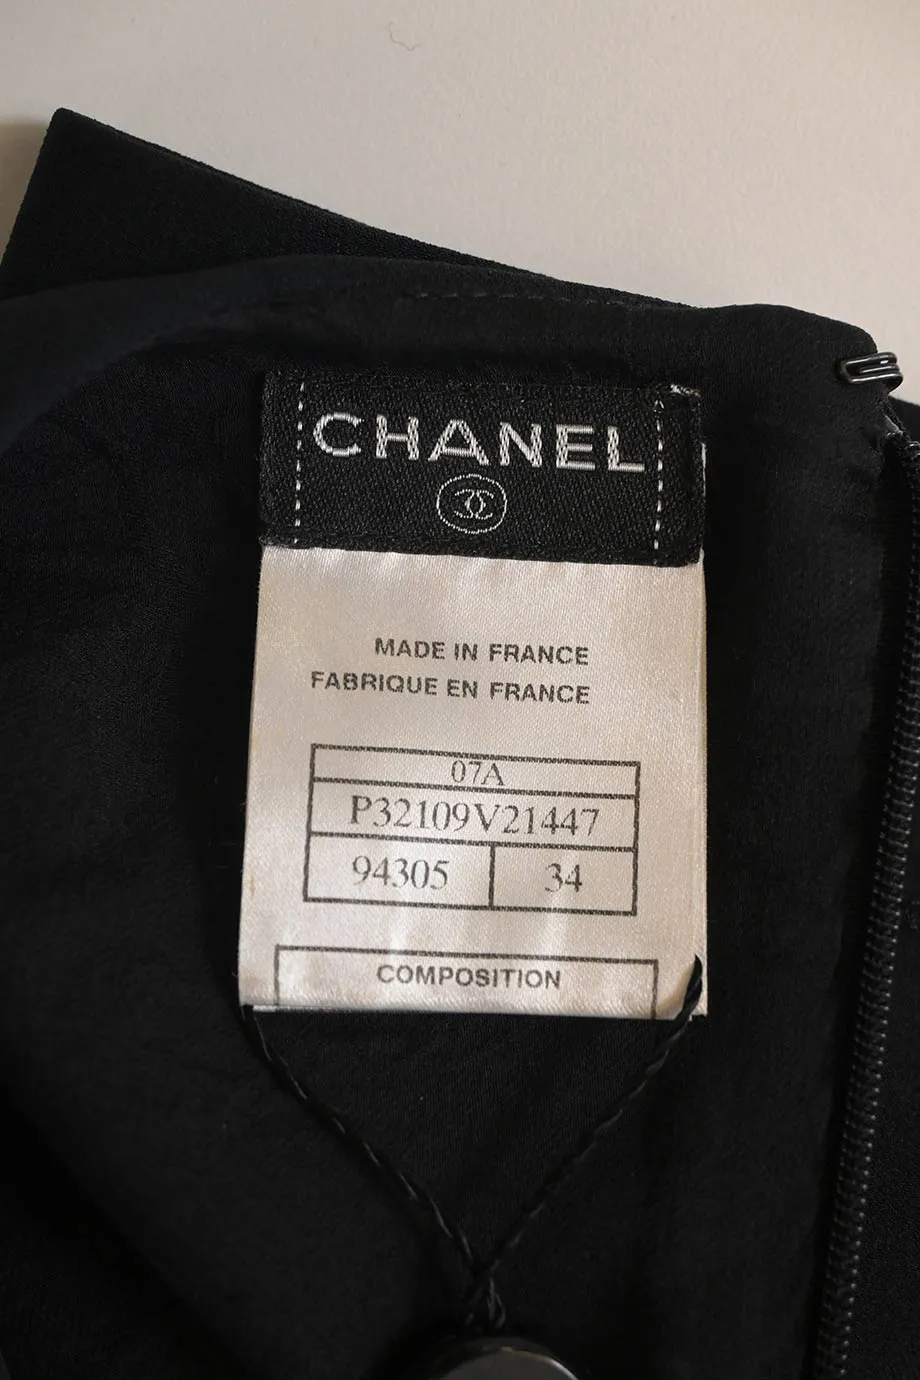 CHANEL
MADE IN FRANCE
FABRIQUE EN FRANCE
07A
P32109V21447
94305 34
COMPOSITION